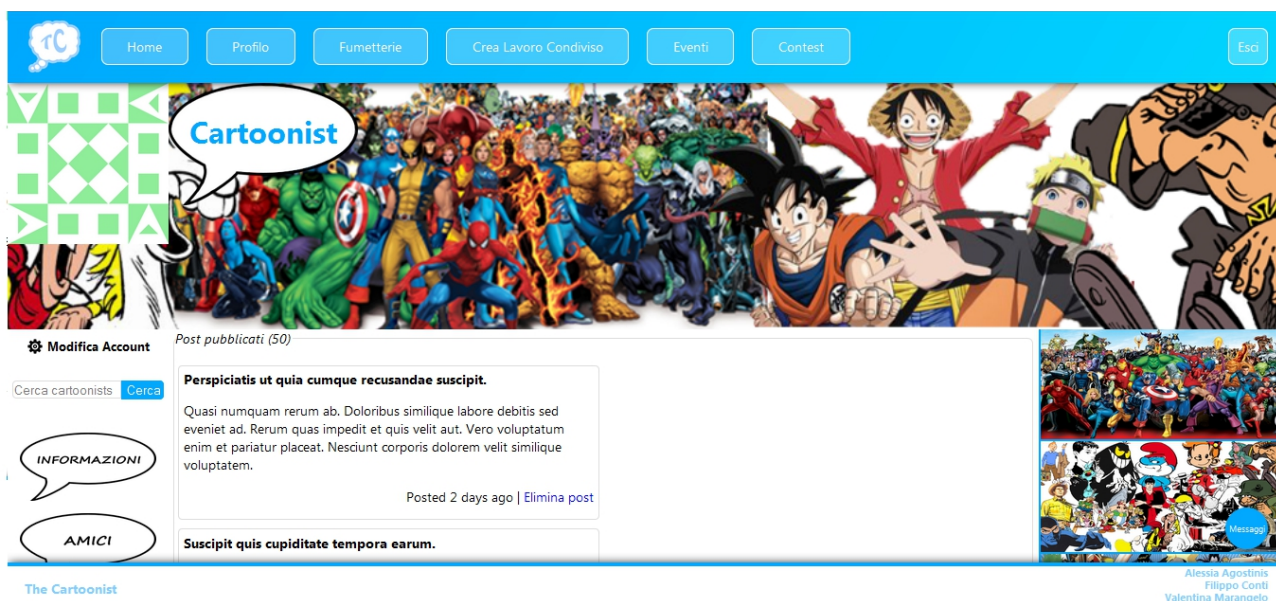 TC
Home
Profilo
Fumetterie
Crea Lavoro Condiviso
Eventi
Contest
Esci
Cartoonist
Modifica Account
Cerca cartoonists
Cerca
INFORMAZIONI
AMICI
Post pubblicati (50)
Perspiciatis ut quia cumque recusandae suscipit.
Quasi numquam rerum ab. Doloribus similique labore debitis sed
eveniet ad. Rerum quas impedit et quis velit aut. Vero voluptatum
enim et pariatur placeat. Nesciunt corporis dolorem velit similique
voluptatem.
Posted 2 days ago | Elimina post
Suscipit quis cupiditate tempora earum.
Messaggi
The Cartoonist
Alessia Agostinis
Filippo Conti
Valentina Marangelo